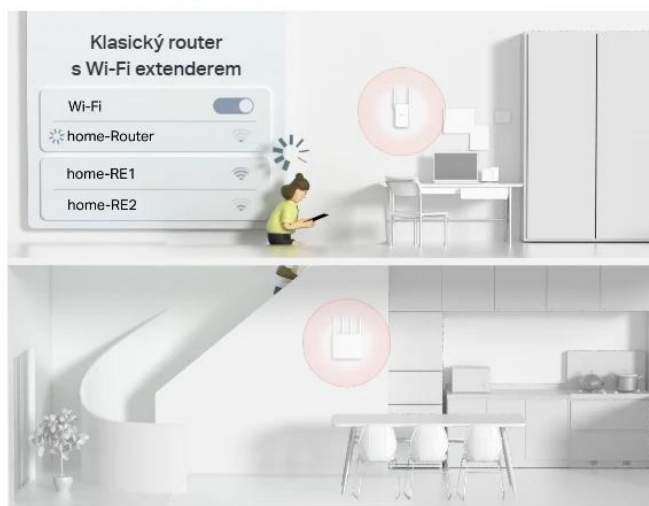 Klasický router
s Wi-Fi extenderem
Wi-Fi
home-Router
home-RE1
home-RE2